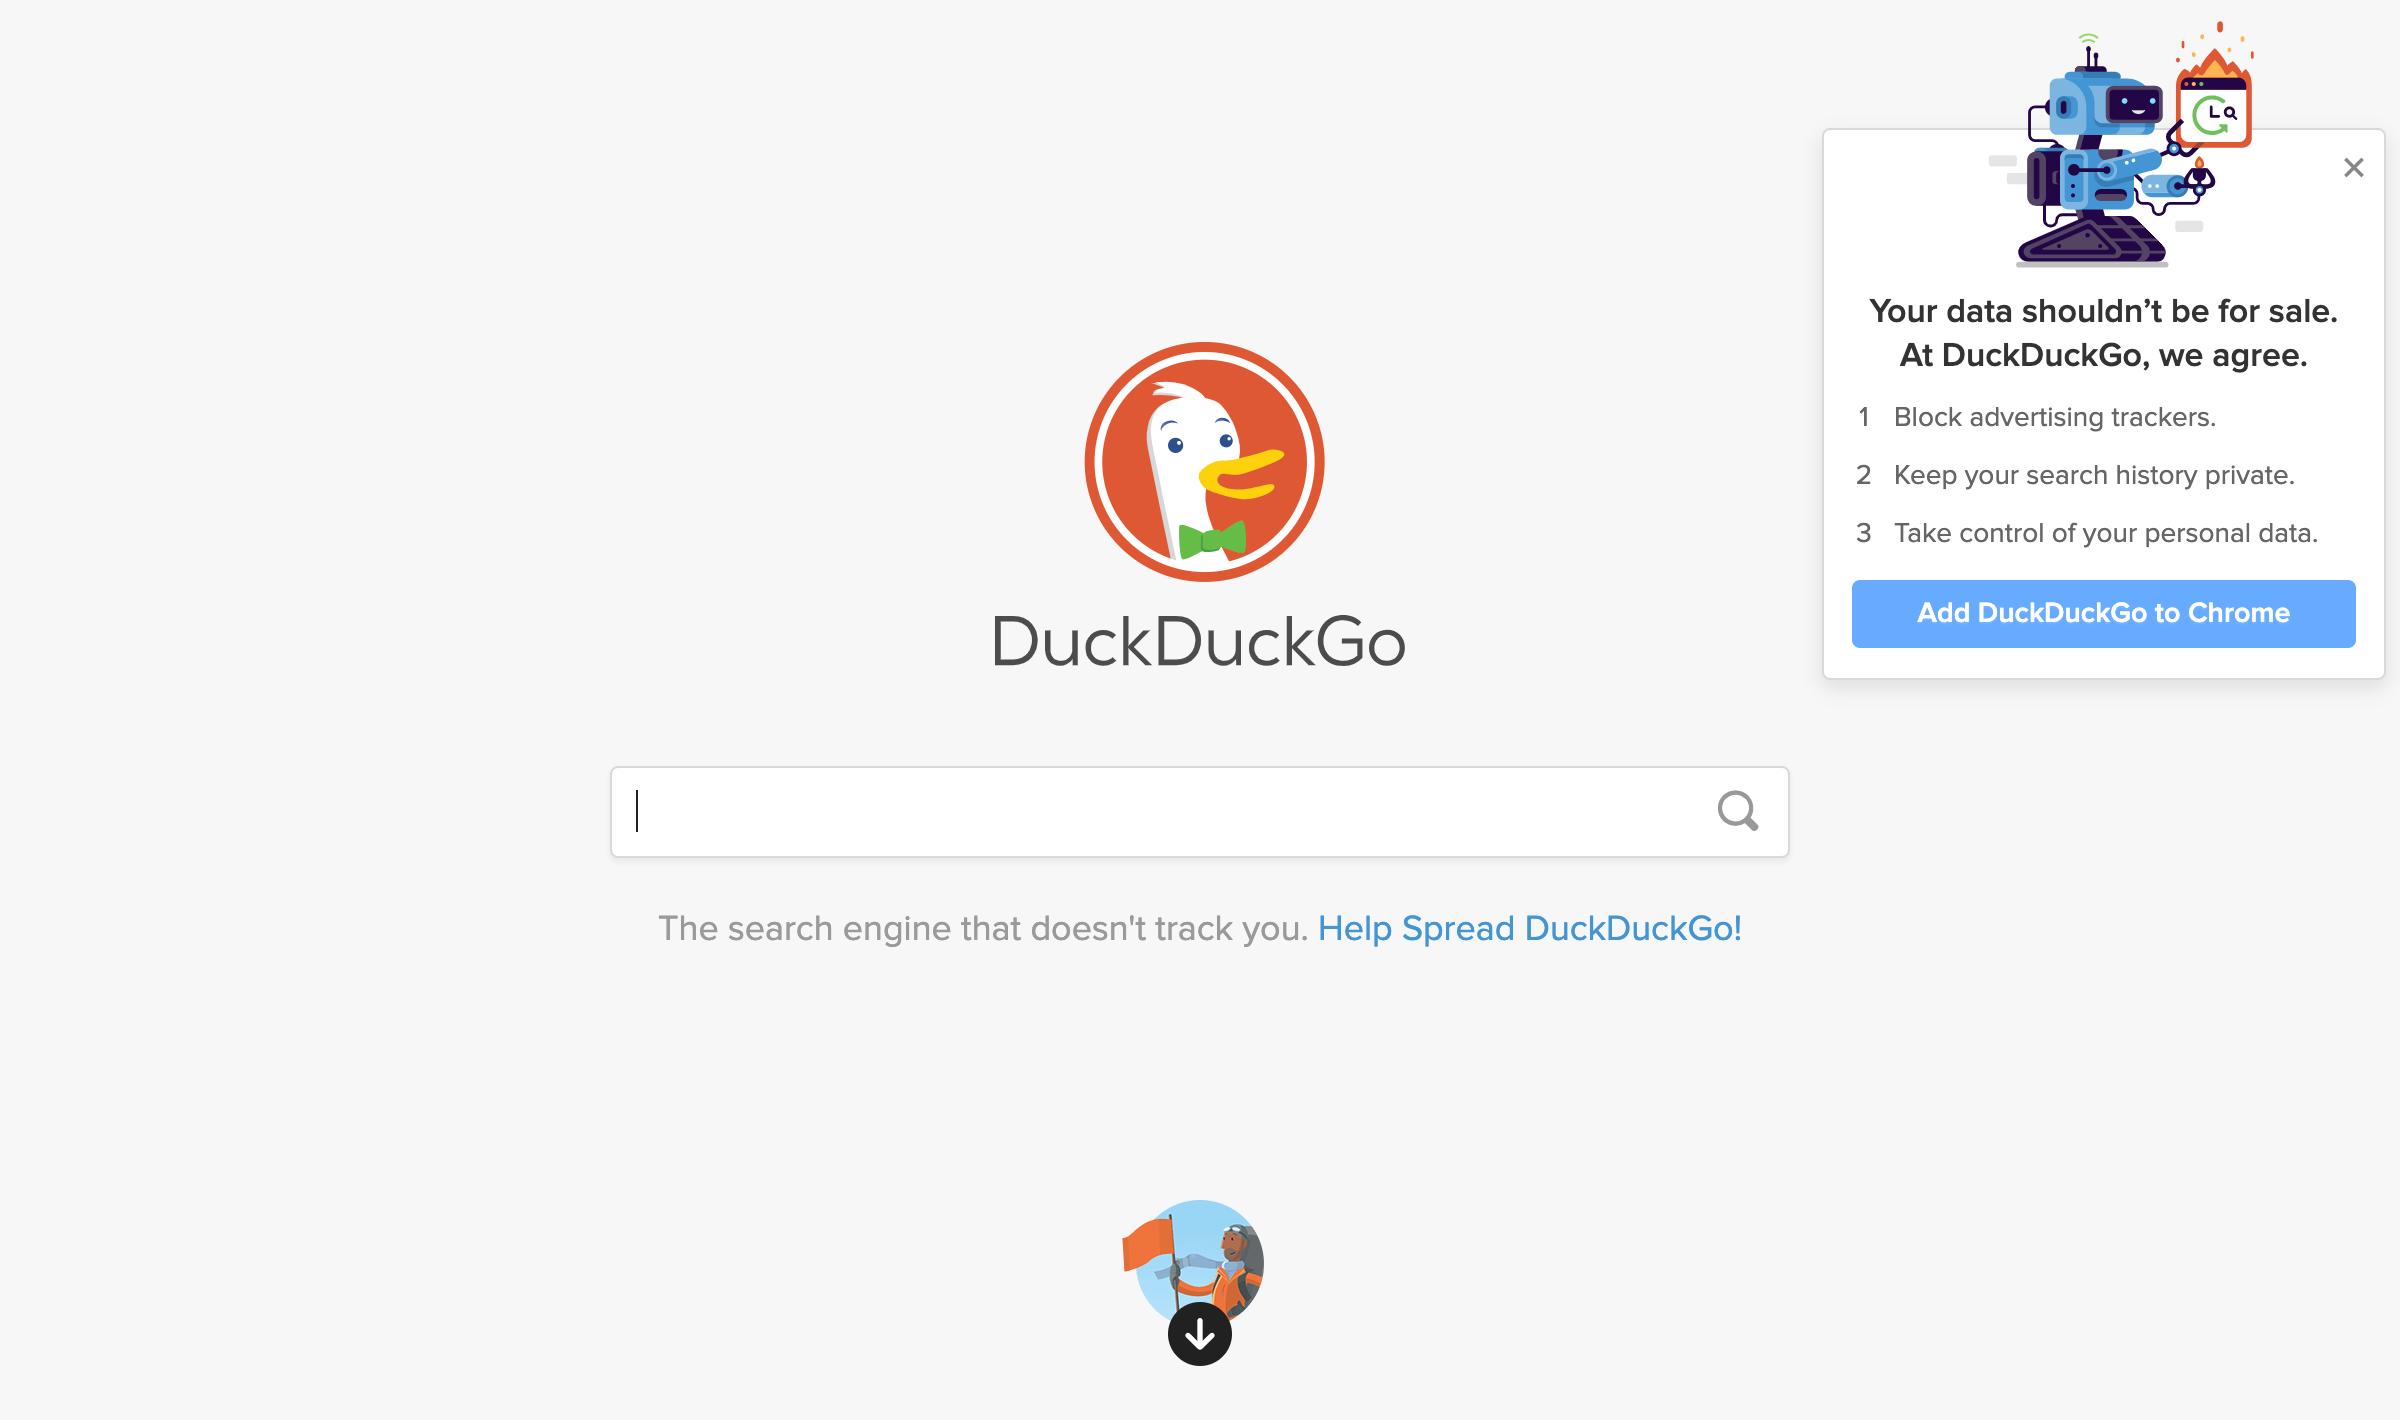 Your data shouldn’t be for sale.
At DuckDuckGo, we agree.
1 Block advertising trackers.
2 Keep your search history private.
3 Take control of your personal data.
Add DuckDuckGo to Chrome
DuckDuckGo
The search engine that doesn't track you. Help Spread DuckDuckGo!